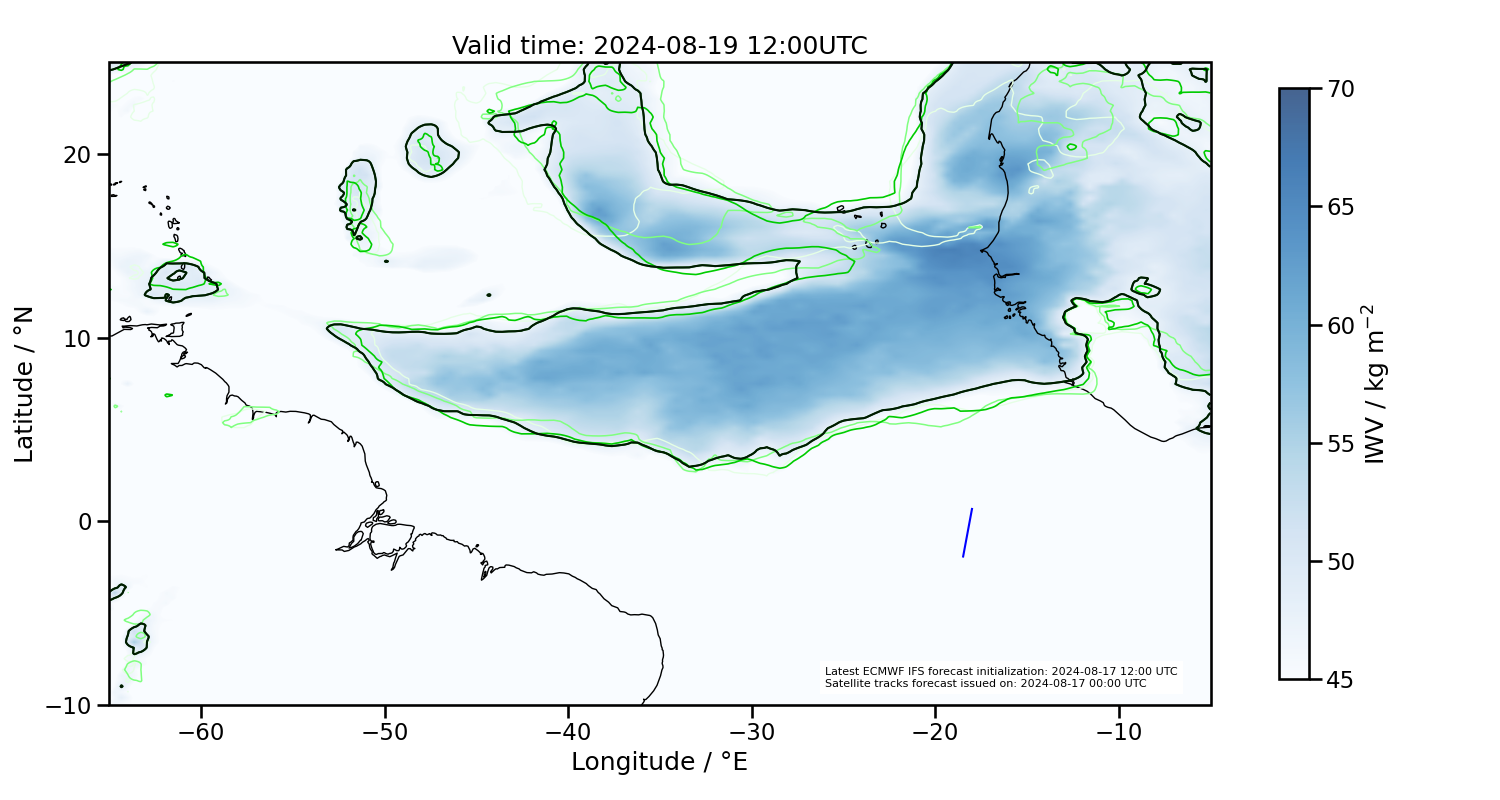 Valid time: 2024-08-19 12:00UTC
20
10
0
−10
Latitude / °N
−60
−50
−40
−30
−20
−10
Longitude / °E
Latest ECMWF IFS forecast initialization: 2024-08-17 12:00 UTC
Satellite tracks forecast issued on: 2024-08-17 00:00 UTC
70
65
60
55
50
45
IWV / kg m⁻²